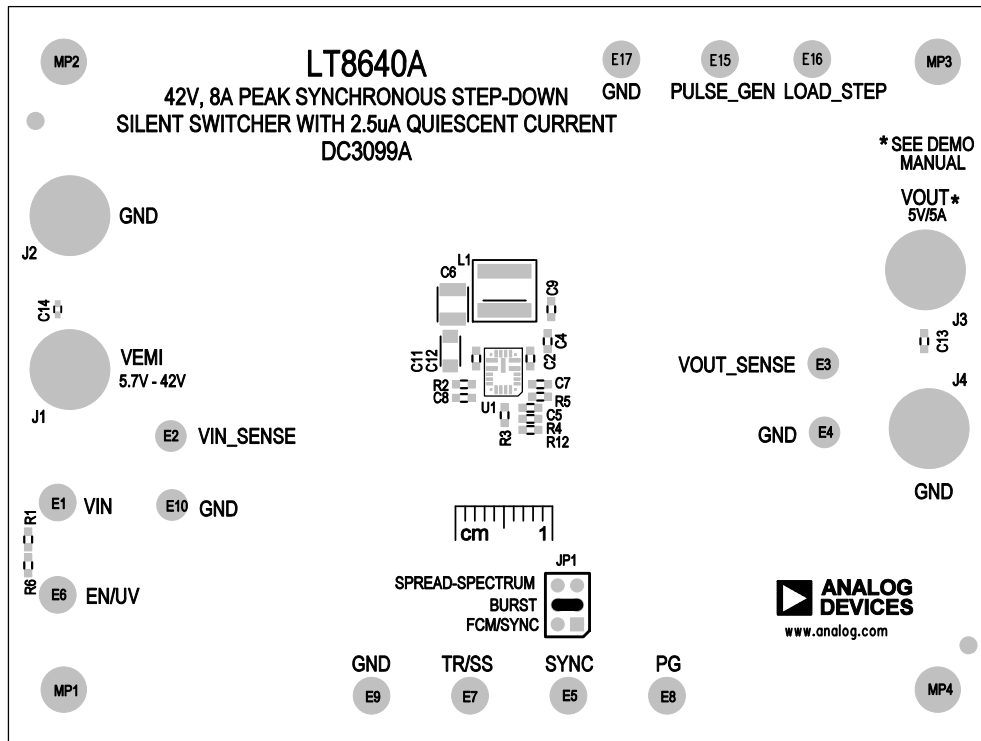 MP2
LT8640A
42V, 8A PEAK SYNCHRONOUS STEP-DOWN
SILENT SWITCHER WITH 2.5uA QUIESCENT CURRENT
DC3099A
E17
GND
E15
PULSE_GEN
E16
LOAD_STEP
MP3
* SEE DEMO
MANUAL
VOUT *
5V/5A
GND
J2
C14
VEMI
5.7V - 42V
J1
L1
C6
C9
C4
C11
C12
C2
R2
C8
U1
C7
R5
C5
R4
R12
R3
J3
C13
VOUT_SENSE
E3
J4
GND
E4
GND
E2
VIN_SENSE
E1
VIN
E10
GND
R1
R6
E6
EN/UV
cm 1
JP1
SPREAD-SPECTRUM
BURST
FCM/SYNC
ANALOG
DEVICES
www.analog.com
GND
E9
TR/SS
E7
SYNC
E5
PG
E8
MP1
MP4